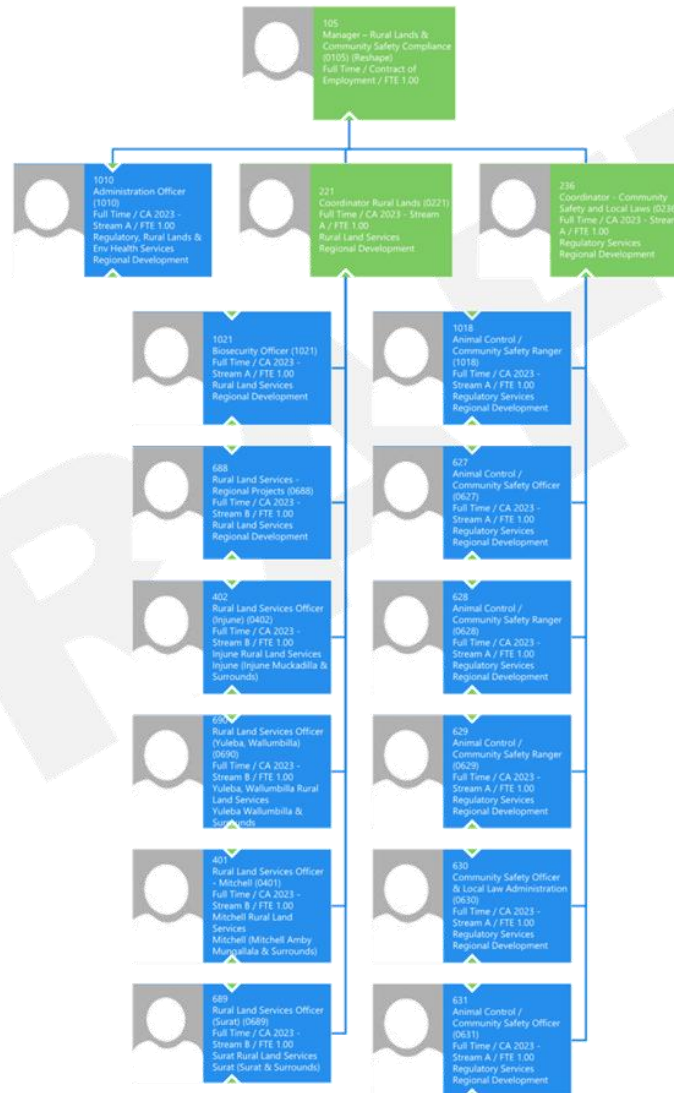 105
Manager – Rural Lands &
Community Safety Compliance
(0105) (Reshape)
Full Time / Contract of
Employment / FTE 1.00
1010
Administration Officer
(1010)
Full Time / CA 2023 -
Stream A / FTE 1.00
Regulatory, Rural Lands &
Env Health Services
Regional Development
221
Coordinator Rural Lands (0221)
Full Time / CA 2023 - Stream
A / FTE 1.00
Rural Land Services
Regional Development
236
Coordinator - Community
Safety and Local Laws (0236
Full Time / CA 2023 - Stream
A / FTE 1.00
Regulatory Services
Regional Development
1021
Biosecurity Officer (1021)
Full Time / CA 2023 -
Stream A / FTE 1.00
Rural Land Services
Regional Development
688
Rural Land Services -
Regional Projects (0688)
Full Time / CA 2023 -
Stream B / FTE 1.00
Rural Land Services
Regional Development
402
Rural Land Services Officer
(Injune) (0402)
Full Time / CA 2023 -
Stream B / FTE 1.00
Injune Rural Land Services
Injune (Injune Muckadilla &
Surrounds)
690
Rural Land Services Officer
(Yuleba, Wallumbilla)
(0690)
Full Time / CA 2023 -
Stream B / FTE 1.00
Yuleba, Wallumbilla Rural
Land Services
Yuleba Wallumbilla &
Surrounds
401
Rural Land Services Officer
- Mitchell (0401)
Full Time / CA 2023 -
Stream B / FTE 1.00
Mitchell Rural Land
Services
Mitchell (Mitchell Amby
Mungallala & Surrounds)
689
Rural Land Services Officer
(Surat) (0689)
Full Time / CA 2023 -
Stream B / FTE 1.00
Surat Rural Land Services
Surat (Surat & Surrounds)
1018
Animal Control /
Community Safety Ranger
(1018)
Full Time / CA 2023 -
Stream A / FTE 1.00
Regulatory Services
Regional Development
627
Animal Control /
Community Safety Officer
(0627)
Full Time / CA 2023 -
Stream A / FTE 1.00
Regulatory Services
Regional Development
628
Animal Control /
Community Safety Ranger
(0628)
Full Time / CA 2023 -
Stream A / FTE 1.00
Regulatory Services
Regional Development
629
Animal Control /
Community Safety Ranger
(0629)
Full Time / CA 2023 -
Stream A / FTE 1.00
Regulatory Services
Regional Development
630
Community Safety Officer
& Local Law Administration
(0630)
Full Time / CA 2023 -
Stream A / FTE 1.00
Regulatory Services
Regional Development
631
Animal Control /
Community Safety Officer
(0631)
Full Time / CA 2023 -
Stream A / FTE 1.00
Regulatory Services
Regional Development